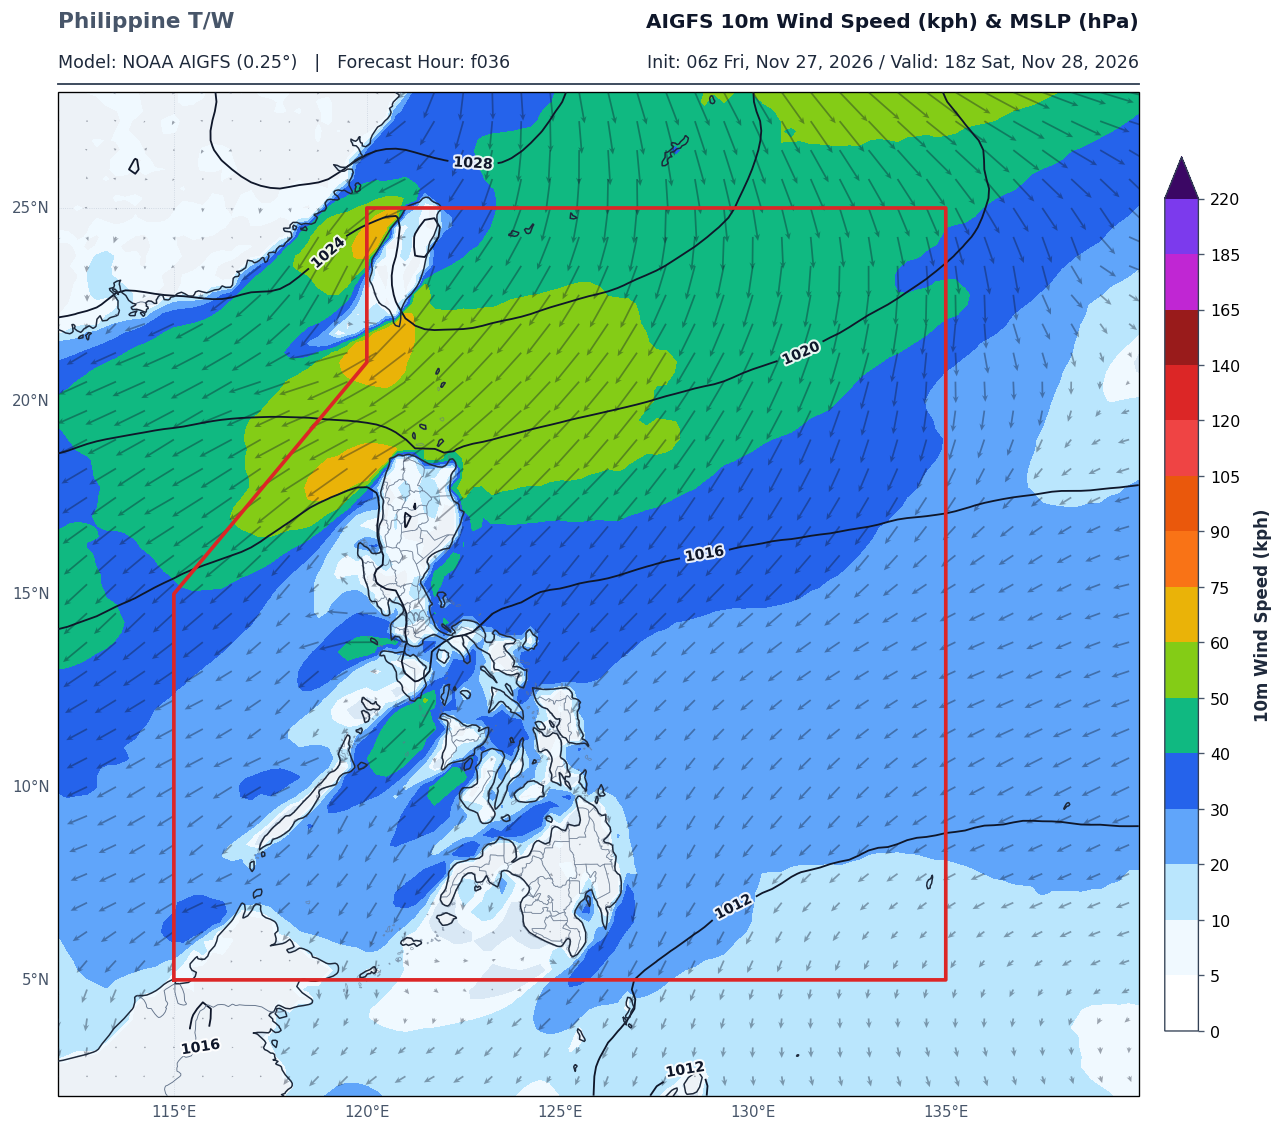 Philippine T/W
AIGFS 10m Wind Speed (kph) & MSLP (hPa)
Model: NOAA AIGFS (0.25°) | Forecast Hour: f036
Init: 06z Fri, Nov 27, 2026 / Valid: 18z Sat, Nov 28, 2026
1028
1024
1020
1016
1012
1016
1012
25°N
20°N
15°N
10°N
5°N
115°E
120°E
125°E
130°E
135°E
220
185
165
140
120
105
90
75
60
50
40
30
20
10
5
0
10m Wind Speed (kph)